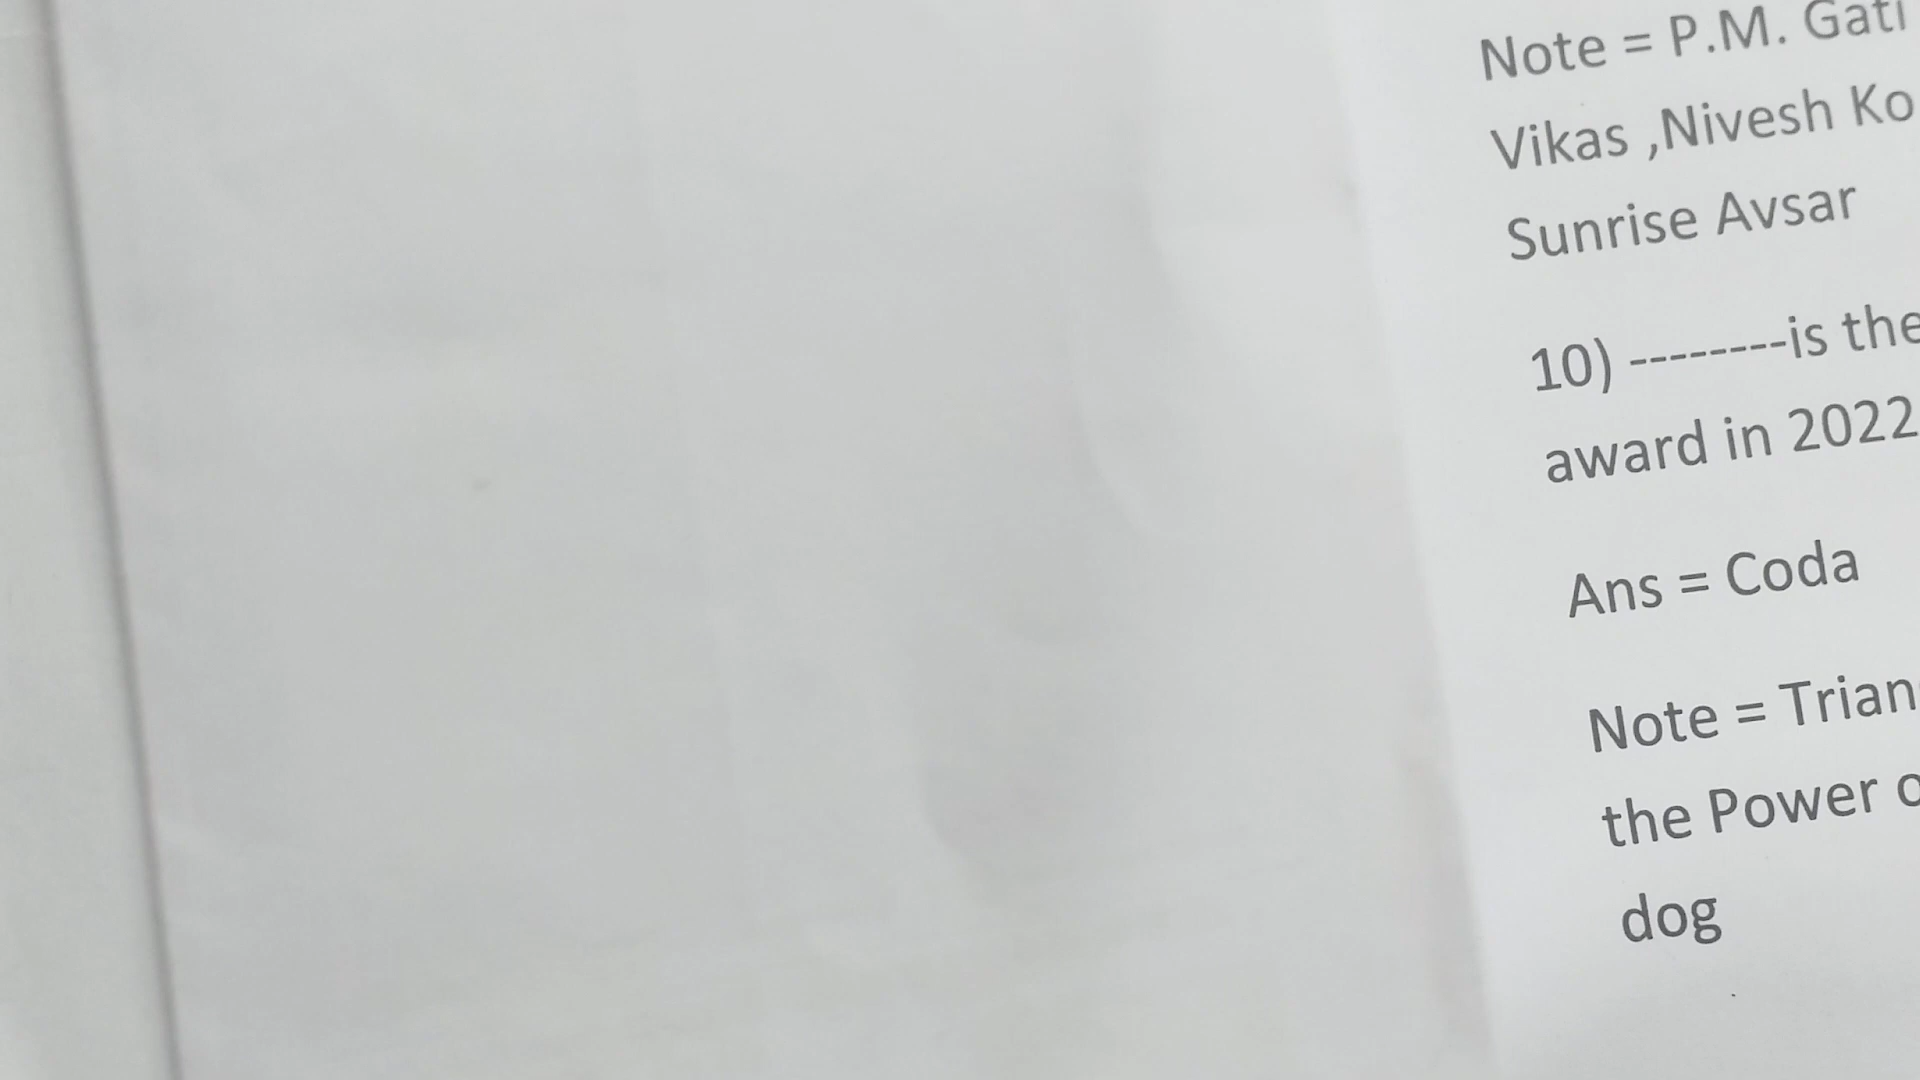 Note = P.M. Gati
Vikas ,Nivesh Ko
Sunrise Avsar
10) --------is the
award in 2022
Ans = Coda
Note = Trian
the Power o
dog